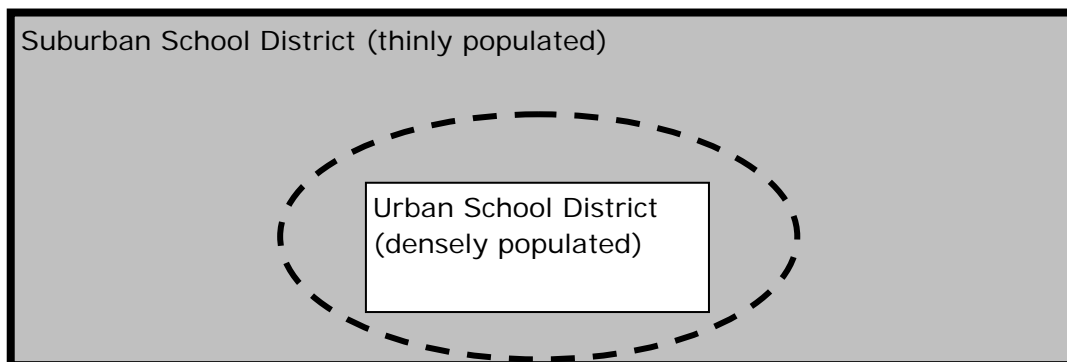 Suburban School District (thinly populated)
Urban School District
(densely populated)